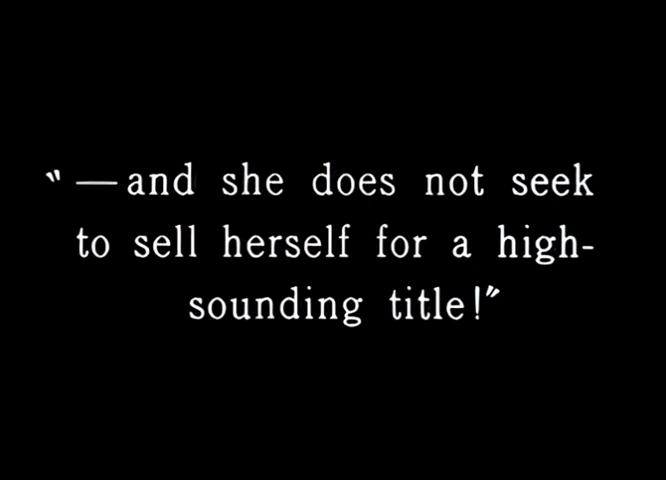 "—and she does not seek
to sell herself for a high-
sounding title!"